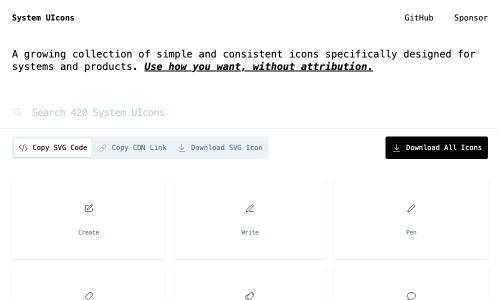 System UIcons
GitHub Sponsor
A growing collection of simple and consistent icons specifically designed for
systems and products. Use how you want, without attribution.
Search 420 System UIcons
Copy SVG Code Copy CDN Link Download SVG Icon
Download All Icons
Create Write Pen